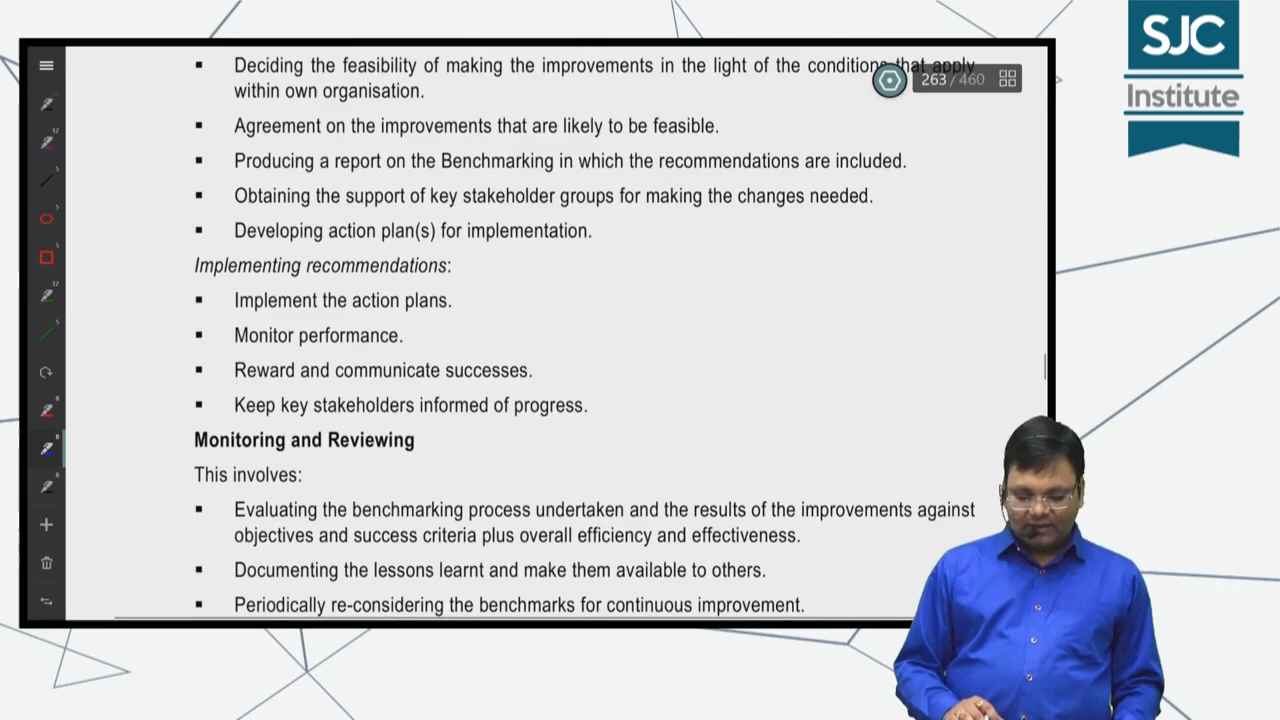 SJC
Institute
263 / 460
▪ Deciding the feasibility of making the improvements in the light of the conditions that apply
within own organisation.
▪ Agreement on the improvements that are likely to be feasible.
▪ Producing a report on the Benchmarking in which the recommendations are included.
▪ Obtaining the support of key stakeholder groups for making the changes needed.
▪ Developing action plan(s) for implementation.
Implementing recommendations:
▪ Implement the action plans.
▪ Monitor performance.
▪ Reward and communicate successes.
▪ Keep key stakeholders informed of progress.
Monitoring and Reviewing
This involves:
▪ Evaluating the benchmarking process undertaken and the results of the improvements against
objectives and success criteria plus overall efficiency and effectiveness.
▪ Documenting the lessons learnt and make them available to others.
▪ Periodically re-considering the benchmarks for continuous improvement.